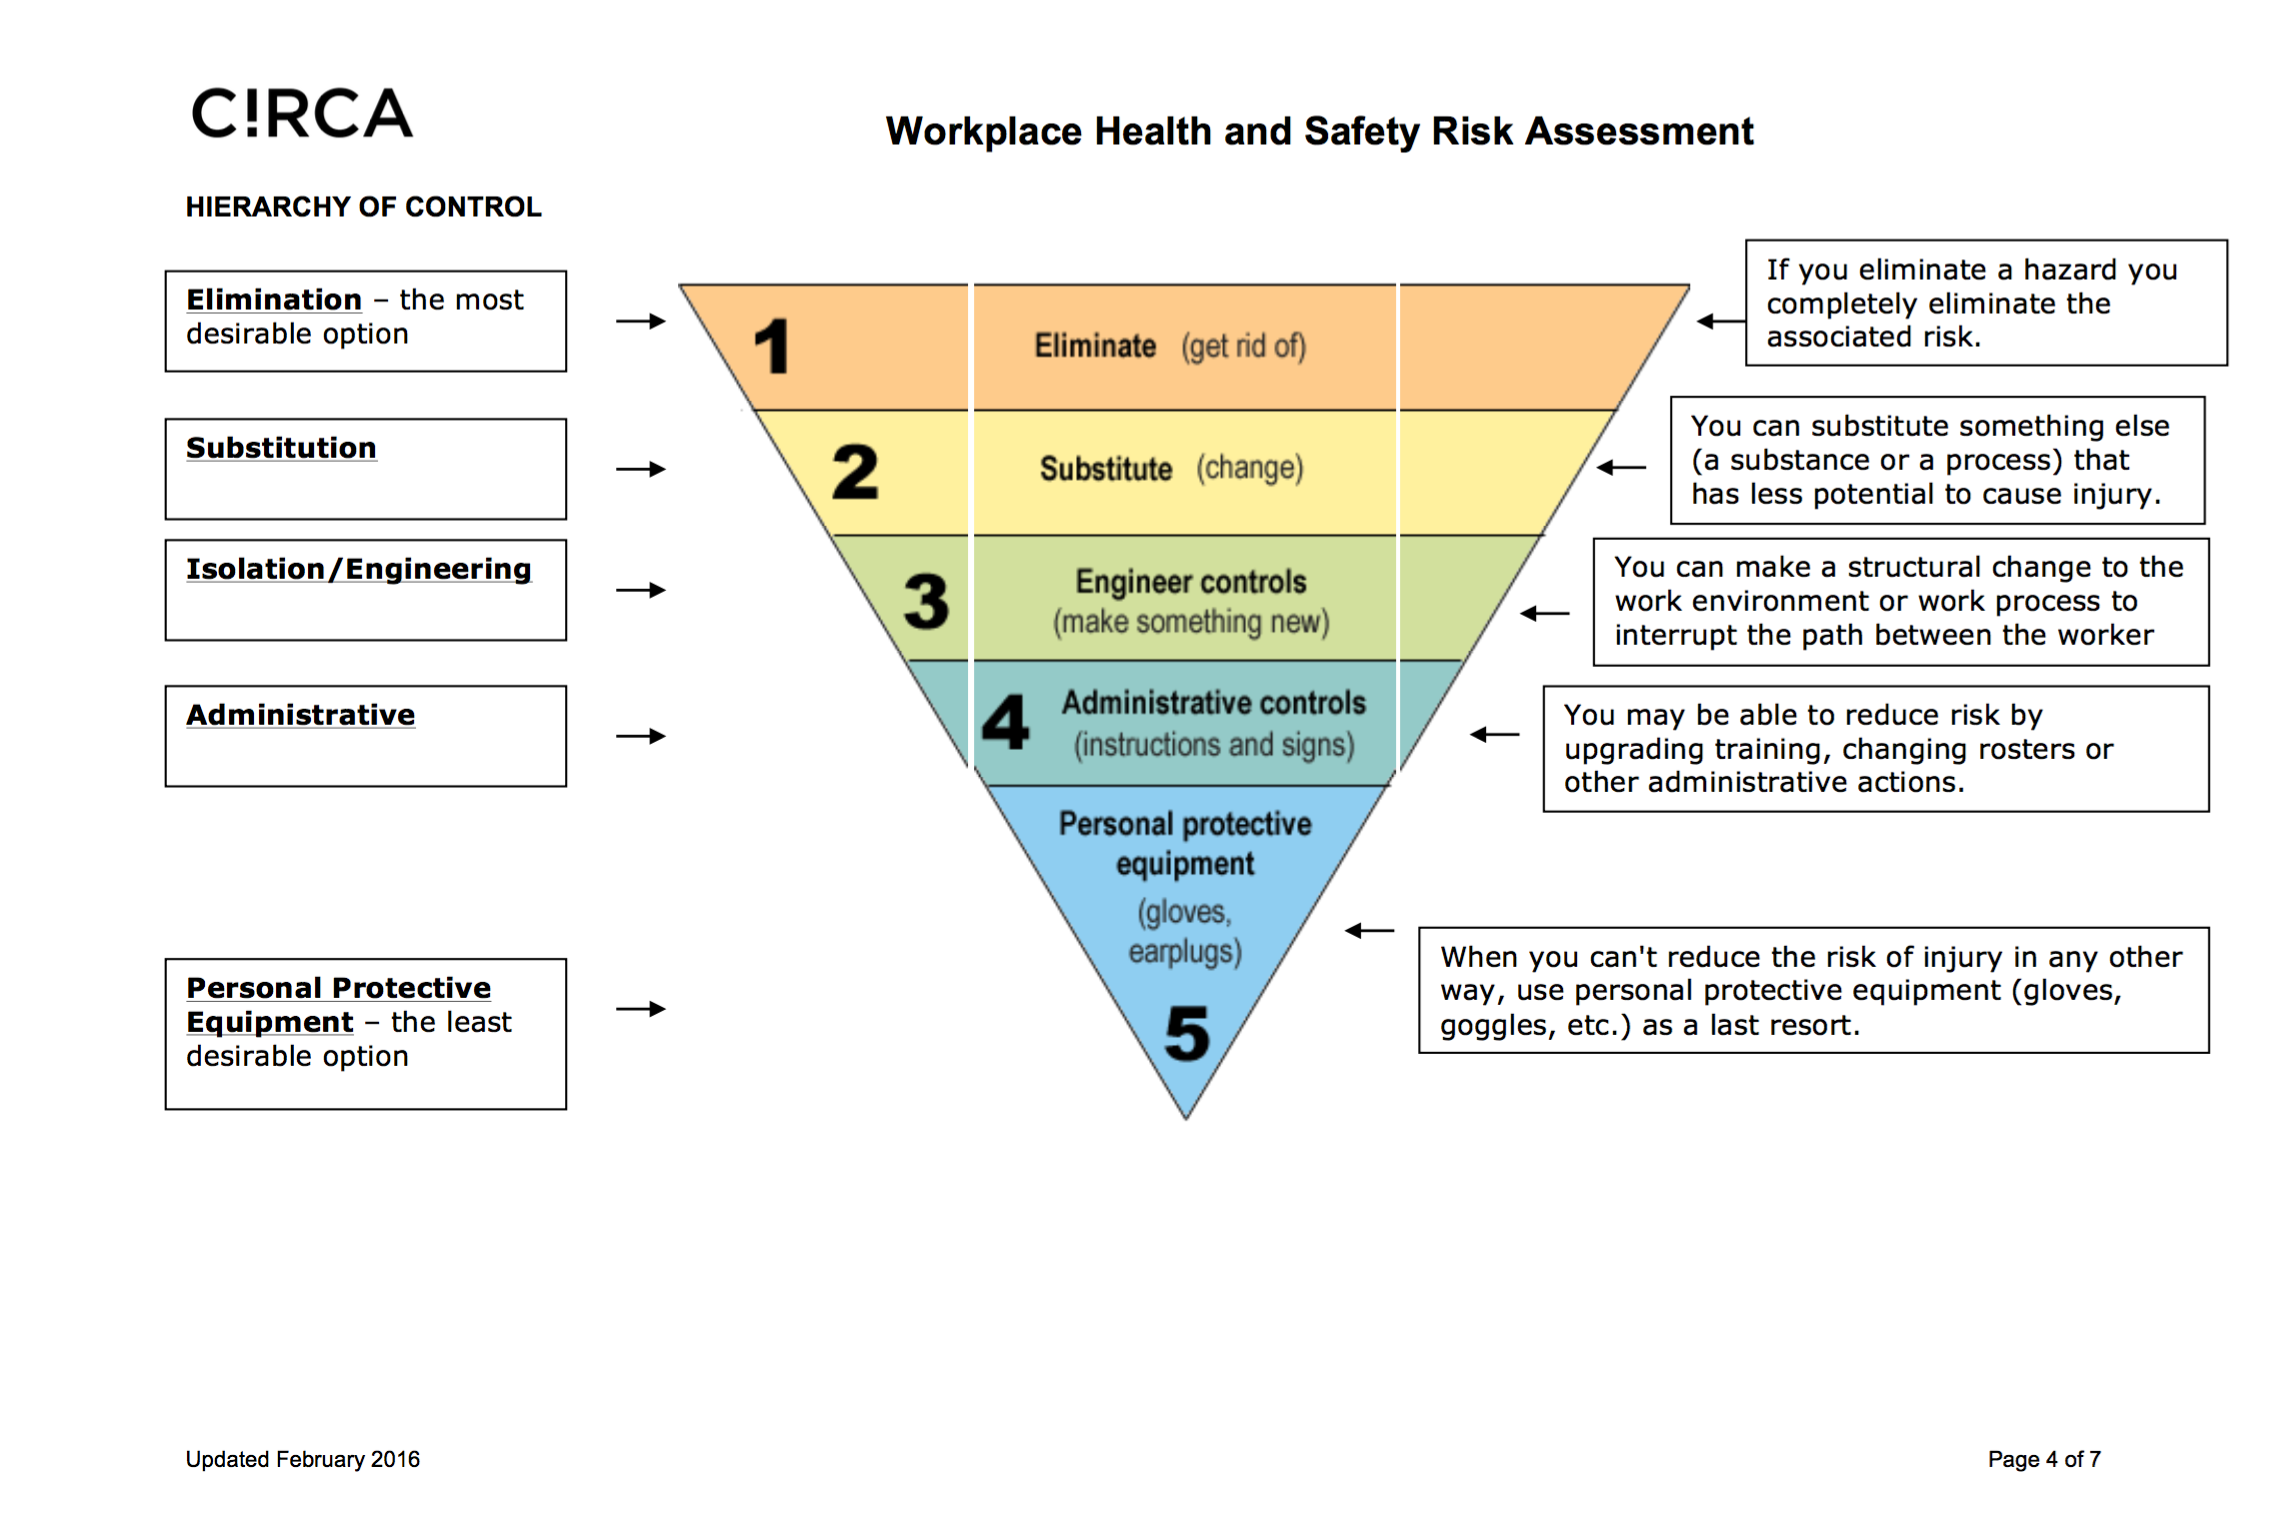 C!RCA
Workplace Health and Safety Risk Assessment
HIERARCHY OF CONTROL
Elimination – the most
desirable option
1
Eliminate (get rid of)
If you eliminate a hazard you
completely eliminate the
associated risk.
Substitution
2
Substitute (change)
You can substitute something else
(a substance or a process) that
has less potential to cause injury.
Isolation/Engineering
3
Engineer controls
(make something new)
You can make a structural change to the
work environment or work process to
interrupt the path between the worker
Administrative
4
Administrative controls
(instructions and signs)
You may be able to reduce risk by
upgrading training, changing rosters or
other administrative actions.
Personal Protective
Equipment – the least
desirable option
Personal protective
equipment
(gloves,
earplugs)
5
When you can't reduce the risk of injury in any other
way, use personal protective equipment (gloves,
goggles, etc.) as a last resort.
Updated February 2016
Page 4 of 7